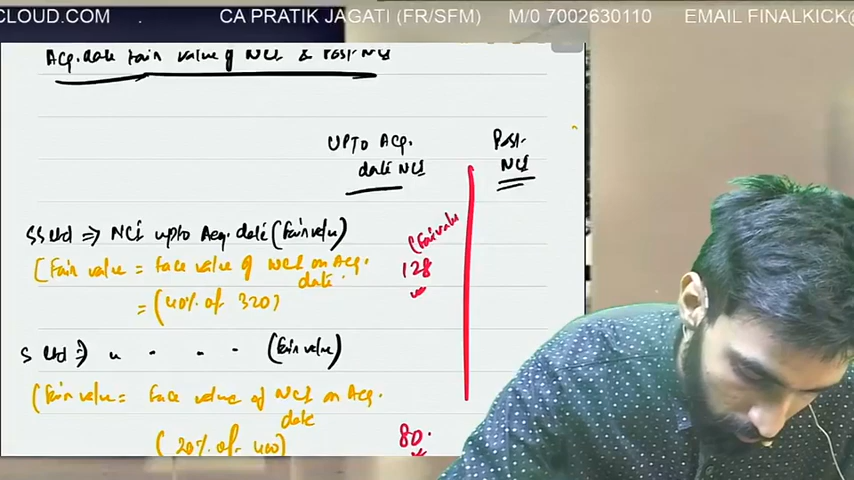 CLOUD.COM CA PRATIK JAGATI (FR/SFM) M/0 7002630110 EMAIL FINALKICK@
Acq. date Fair value of NCI & Post-NCI
UPTO Acq. date NCI
Post-NCI
SS Ltd ⇒ NCI upto Acq. date (Fair value)
(Fair value
[Fair value = face value of NCI on Acq. date.
128
= (40% of 320)
S Ltd ⇒ " - - - (Fair value)
(Fair value = face value of NCI on Acq. date
(20% of 400)
80.